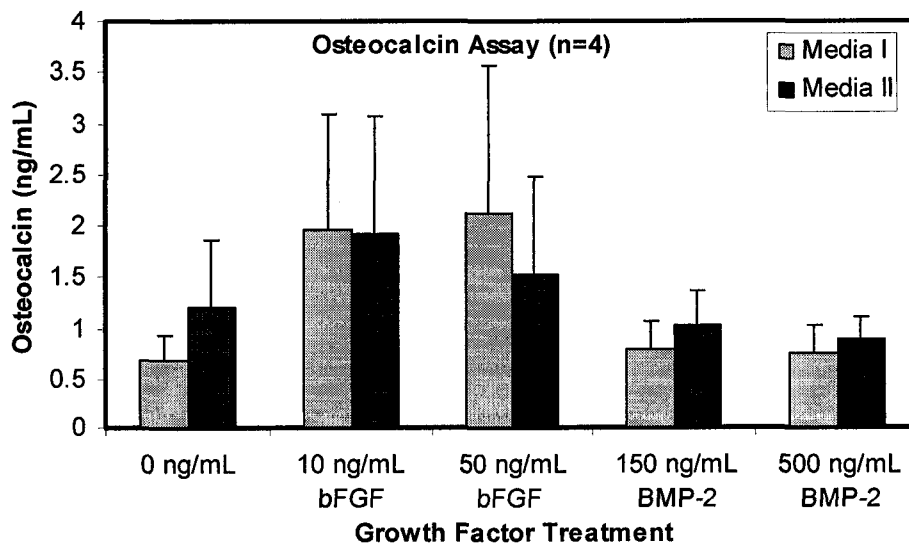 Osteocalcin Assay (n=4)
Media I
Media II
Osteocalcin (ng/mL)
4
3.5
3
2.5
2
1.5
1
0.5
0
0 ng/mL
10 ng/mL
bFGF
50 ng/mL
bFGF
150 ng/mL
BMP-2
500 ng/mL
BMP-2
Growth Factor Treatment